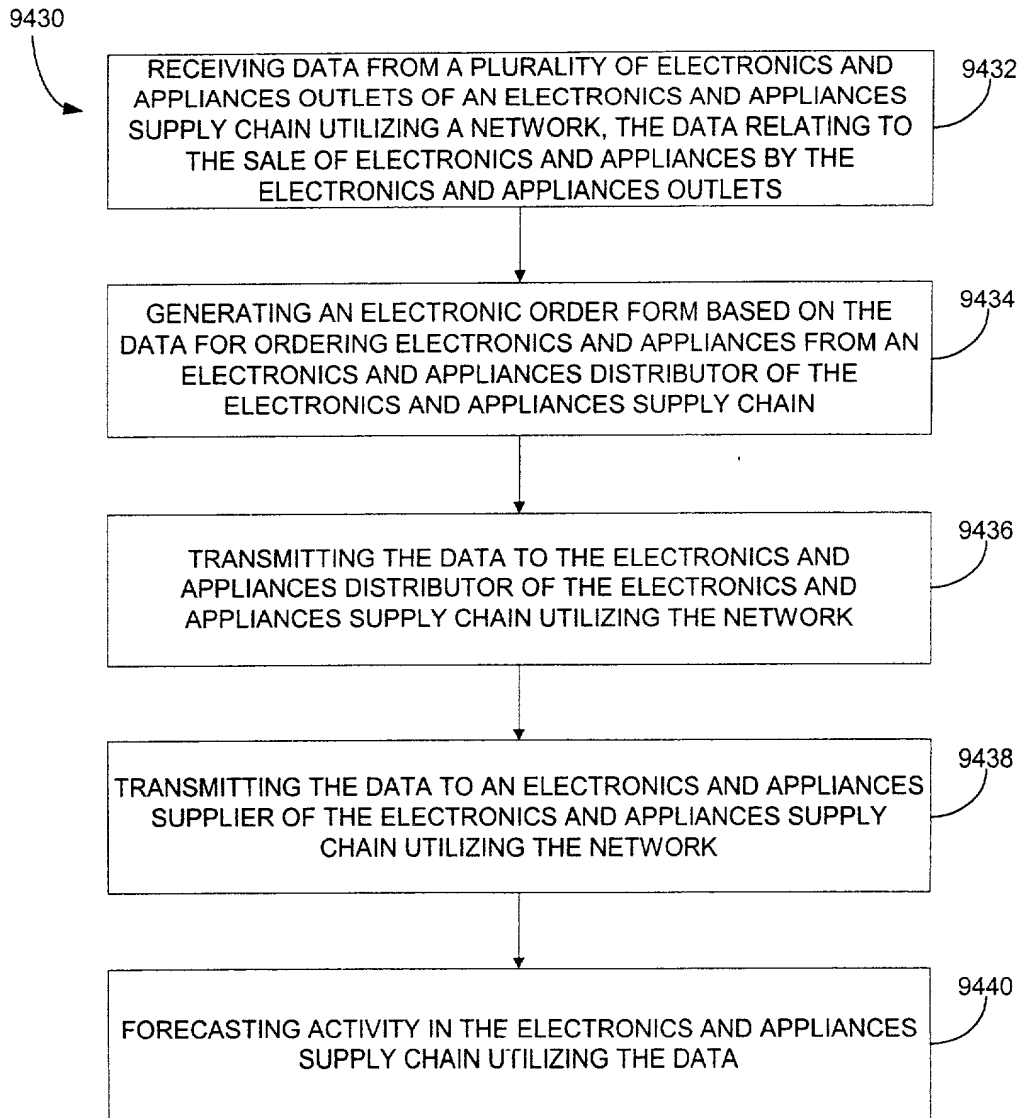 9430
RECEIVING DATA FROM A PLURALITY OF ELECTRONICS AND
APPLIANCES OUTLETS OF AN ELECTRONICS AND APPLIANCES
SUPPLY CHAIN UTILIZING A NETWORK, THE DATA RELATING TO
THE SALE OF ELECTRONICS AND APPLIANCES BY THE
ELECTRONICS AND APPLIANCES OUTLETS
9432
GENERATING AN ELECTRONIC ORDER FORM BASED ON THE
DATA FOR ORDERING ELECTRONICS AND APPLIANCES FROM AN
ELECTRONICS AND APPLIANCES DISTRIBUTOR OF THE
ELECTRONICS AND APPLIANCES SUPPLY CHAIN
9434
TRANSMITTING THE DATA TO THE ELECTRONICS AND
APPLIANCES DISTRIBUTOR OF THE ELECTRONICS AND
APPLIANCES SUPPLY CHAIN UTILIZING THE NETWORK
9436
TRANSMITTING THE DATA TO AN ELECTRONICS AND APPLIANCES
SUPPLIER OF THE ELECTRONICS AND APPLIANCES SUPPLY
CHAIN UTILIZING THE NETWORK
9438
FORECASTING ACTIVITY IN THE ELECTRONICS AND APPLIANCES
SUPPLY CHAIN UTILIZING THE DATA
9440